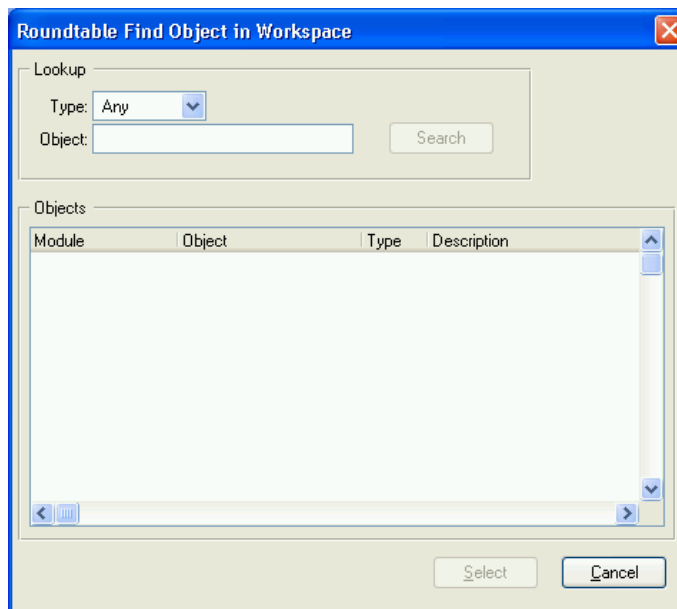 Roundtable Find Object in Workspace
Lookup
Type: Any
Object:
Search
Objects
Module Object Type Description
Select Cancel